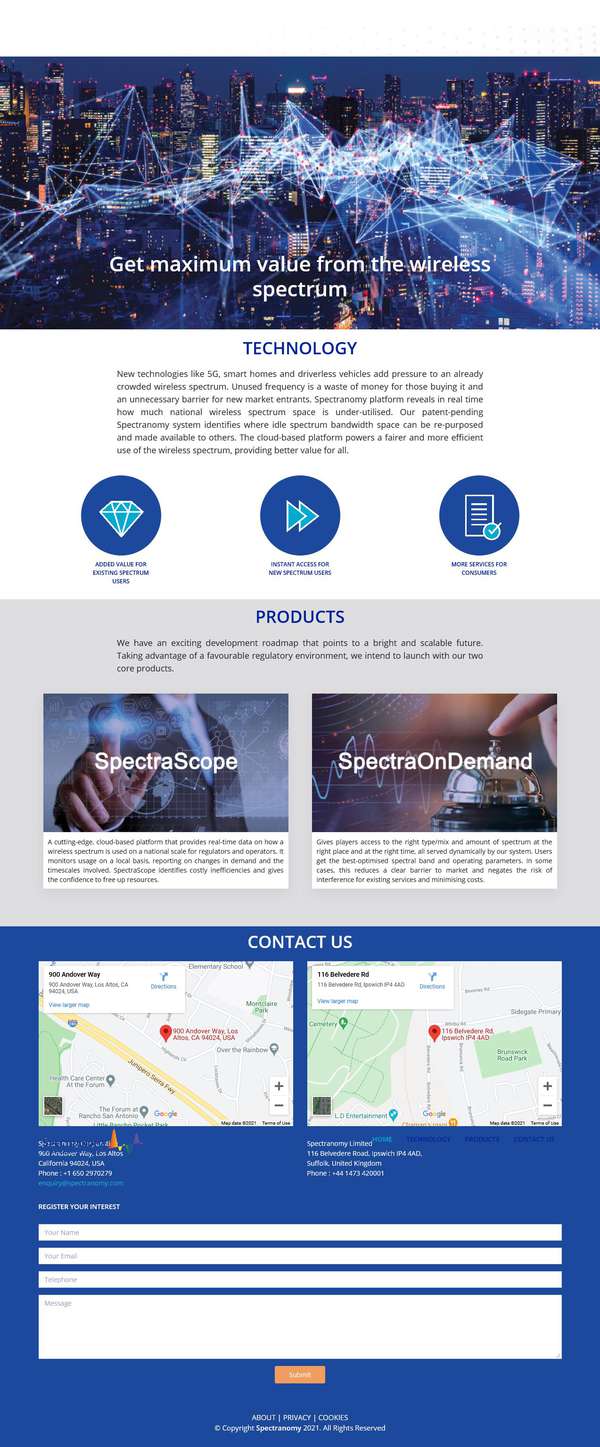 Get maximum value from the wireless
spectrum
TECHNOLOGY
New technologies like 5G, smart homes and driverless vehicles add pressure to an already
crowded wireless spectrum. Unused frequency is a waste of money for those buying it and
an unnecessary barrier for new market entrants. Spectranomy platform reveals in real time
how much national wireless spectrum space is under-utilised. Our patent-pending
Spectranomy system identifies where idle spectrum bandwidth space can be re-purposed
and made available to others. The cloud-based platform powers a fairer and more efficient
use of the wireless spectrum, providing better value for all.
ADDED VALUE FOR
EXISTING SPECTRUM
USERS
INSTANT ACCESS FOR
NEW SPECTRUM USERS
MORE SERVICES FOR
CONSUMERS
PRODUCTS
We have an exciting development roadmap that points to a bright and scalable future.
Taking advantage of a favourable regulatory environment, we intend to launch with our two
core products.
SpectraScope
A cutting-edge, cloud-based platform that provides real-time data on how a
wireless spectrum is used on a national scale for regulators and operators. It
monitors usage on a local basis, reporting on changes in demand and the
timescales involved. SpectraScope identifies costly inefficiencies and gives
the confidence to free up resources.
SpectraOnDemand
Gives players access to the right type/mix and amount of spectrum at the
right place and at the right time, all served dynamically by our system. Users
get the best-optimised spectral band and operating parameters. In some
cases, this reduces a clear barrier to market and negates the risk of
interference for existing services and minimising costs.
CONTACT US
900 Andover Way
900 Andover Way, Los Altos, CA
94024, USA
Directions
View larger map
Elementary School
Montclaire
Park
900 Andover Way, Los
Altos, CA 94024, USA
Highlands Cir
Over the Rainbow
Junipero Serra Fwy
Health Care Center
At the Forum
The Forum at
Rancho San Antonio
Little Rancho Pocket Park
Google
Map data ©2021
Terms of Use
116 Belvedere Rd
116 Belvedere Rd, Ipswich IP4 4AD
Directions
View larger map
Sidegate Primary
Cemetery
116 Belvedere Rd,
Ipswich IP4 4AD
Belvedere Rd
Brunswick
Road Park
L.D Entertainment
Google
Map data ©2021
Terms of Use
HOME
TECHNOLOGY
PRODUCTS
CONTACT US
900 Andover Way, Los Altos
California 94024, USA
Phone : +1 650 2970279
enquiry@spectranomy.com
Spectranomy Limited
116 Belvedere Road, Ipswich IP4 4AD,
Suffolk, United Kingdom
Phone : +44 1473 420001
REGISTER YOUR INTEREST
Your Name
Your Email
Telephone
Message
Submit
ABOUT | PRIVACY | COOKIES
© Copyright Spectranomy 2021. All Rights Reserved